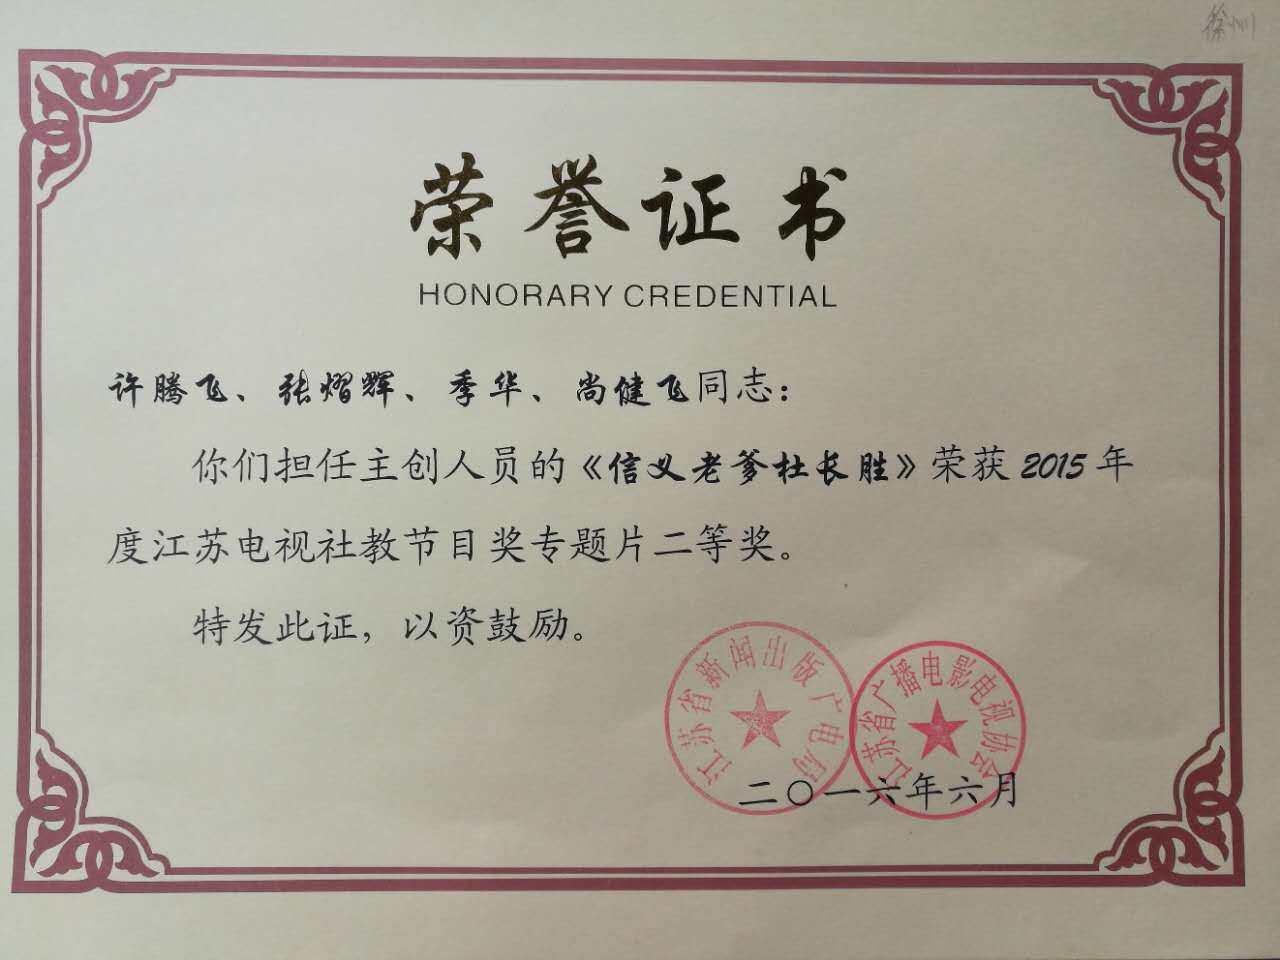 徐州
荣誉证书
HONORARY CREDENTIAL
许腾飞、张熠辉、季华、尚健飞同志：
你们担任主创人员的《信义老爹杜长胜》荣获 2015 年
度江苏电视社教节目奖专题片二等奖。
特发此证，以资鼓励。
江苏省新闻出版广电局
江苏省广播电影电视协会
二〇一六年六月